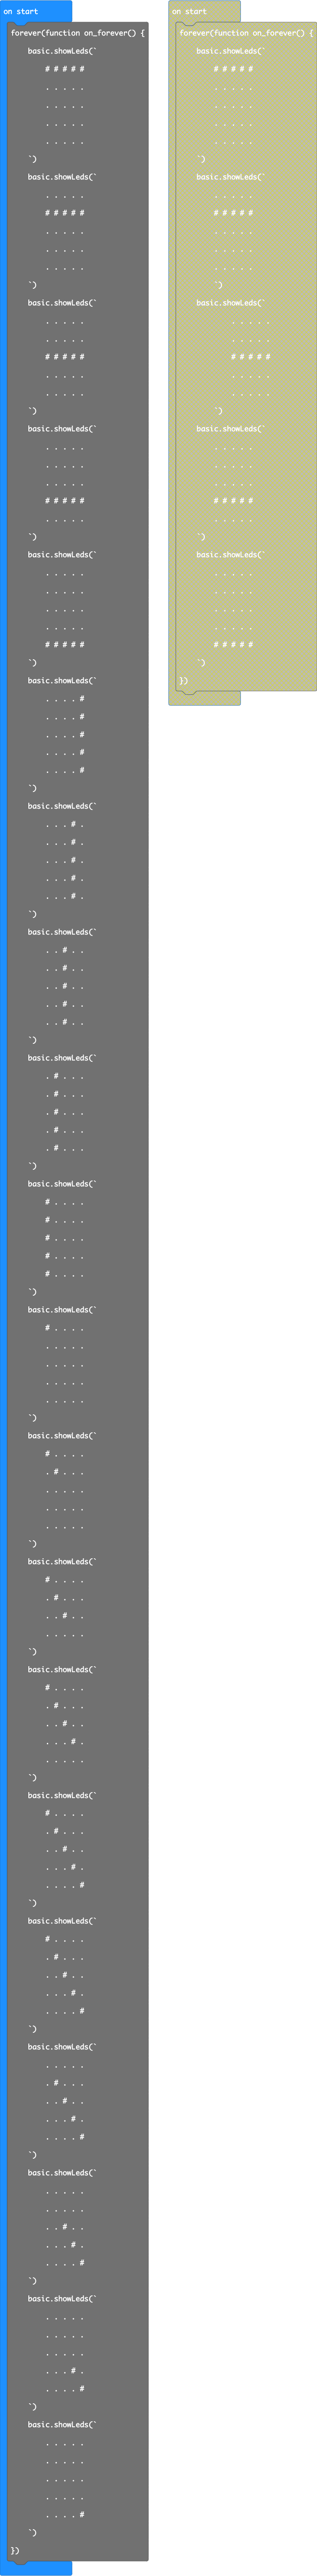 on start
forever(function on_forever() {
basic.showLeds(`
# # # # #
. . . . .
. . . . .
. . . . .
. . . . .
`)
basic.showLeds(`
. . . . .
# # # # #
. . . . .
. . . . .
. . . . .
`)
basic.showLeds(`
. . . . .
. . . . .
# # # # #
. . . . .
. . . . .
`)
basic.showLeds(`
. . . . .
. . . . .
. . . . .
# # # # #
. . . . .
`)
basic.showLeds(`
. . . . .
. . . . .
. . . . .
. . . . .
# # # # #
`)
basic.showLeds(`
. . . . #
. . . . #
. . . . #
. . . . #
. . . . #
`)
basic.showLeds(`
. . . # .
. . . # .
. . . # .
. . . # .
. . . # .
`)
basic.showLeds(`
. . # . .
. . # . .
. . # . .
. . # . .
. . # . .
`)
basic.showLeds(`
. # . . .
. # . . .
. # . . .
. # . . .
. # . . .
`)
basic.showLeds(`
# . . . .
# . . . .
# . . . .
# . . . .
# . . . .
`)
basic.showLeds(`
# . . . .
. . . . .
. . . . .
. . . . .
. . . . .
`)
basic.showLeds(`
# . . . .
. # . . .
. . . . .
. . . . .
. . . . .
`)
basic.showLeds(`
# . . . .
. # . . .
. . # . .
. . . . .
`)
basic.showLeds(`
# . . . .
. # . . .
. . # . .
. . . # .
. . . . .
`)
basic.showLeds(`
# . . . .
. # . . .
. . # . .
. . . # .
. . . . #
`)
basic.showLeds(`
# . . . .
. # . . .
. . # . .
. . . # .
. . . . #
`)
basic.showLeds(`
. . . . .
. # . . .
. . # . .
. . . # .
. . . . #
`)
basic.showLeds(`
. . . . .
. . . . .
. . # . .
. . . # .
. . . . #
`)
basic.showLeds(`
. . . . .
. . . . .
. . . . .
. . . # .
. . . . #
`)
basic.showLeds(`
. . . . .
. . . . .
. . . . .
. . . . .
. . . . #
`)
})
on start
forever(function on_forever() {
basic.showLeds(`
# # # # #
. . . . .
. . . . .
. . . . .
. . . . .
`)
basic.showLeds(`
. . . . .
# # # # #
. . . . .
. . . . .
. . . . .
`)
basic.showLeds(`
. . . . .
. . . . .
# # # # #
. . . . .
. . . . .
`)
basic.showLeds(`
. . . . .
. . . . .
. . . . .
# # # # #
. . . . .
`)
basic.showLeds(`
. . . . .
. . . . .
. . . . .
. . . . .
# # # # #
`)
})